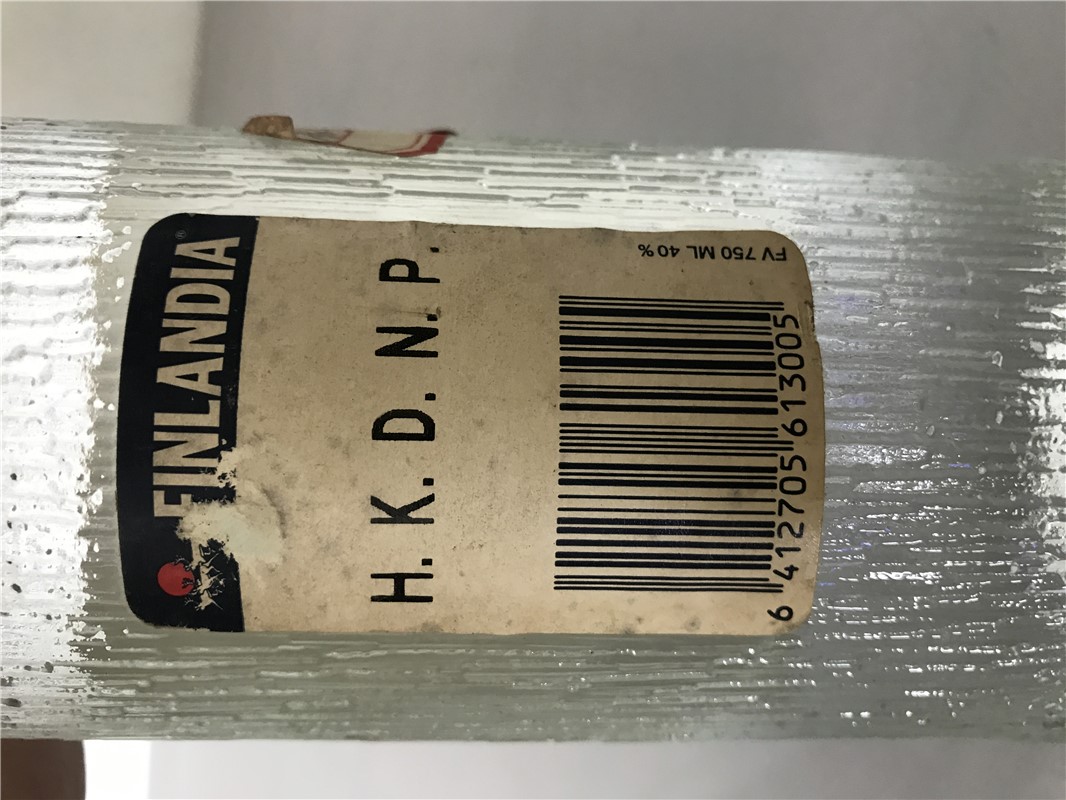 FINLANDIA®
H. K. D. N. P.
6 412705 613005
FV 750 ML 40%